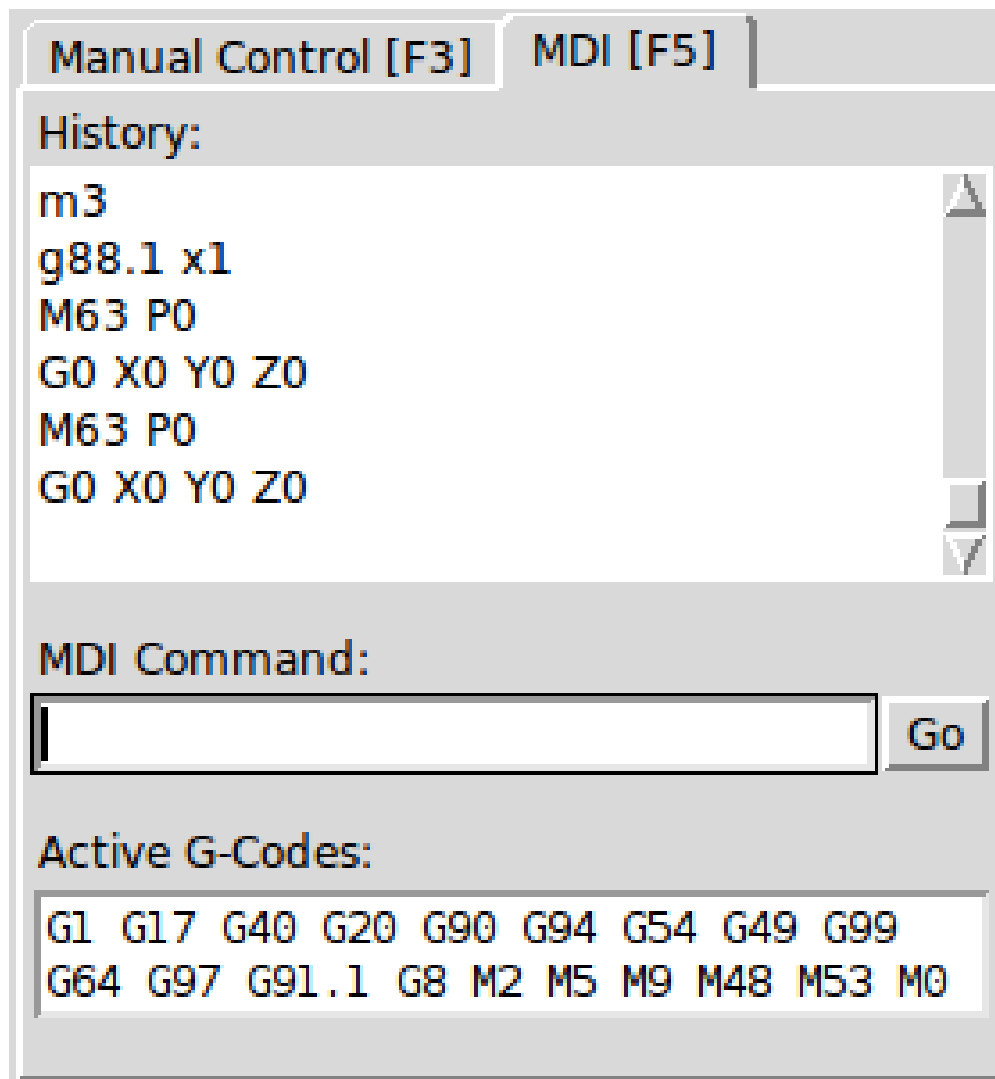 Manual Control [F3] MDI [F5]
History:
m3
g88.1 x1
M63 P0
G0 X0 Y0 Z0
M63 P0
G0 X0 Y0 Z0
MDI Command:
Go
Active G-Codes:
G1 G17 G40 G20 G90 G94 G54 G49 G99
G64 G97 G91.1 G8 M2 M5 M9 M48 M53 M0